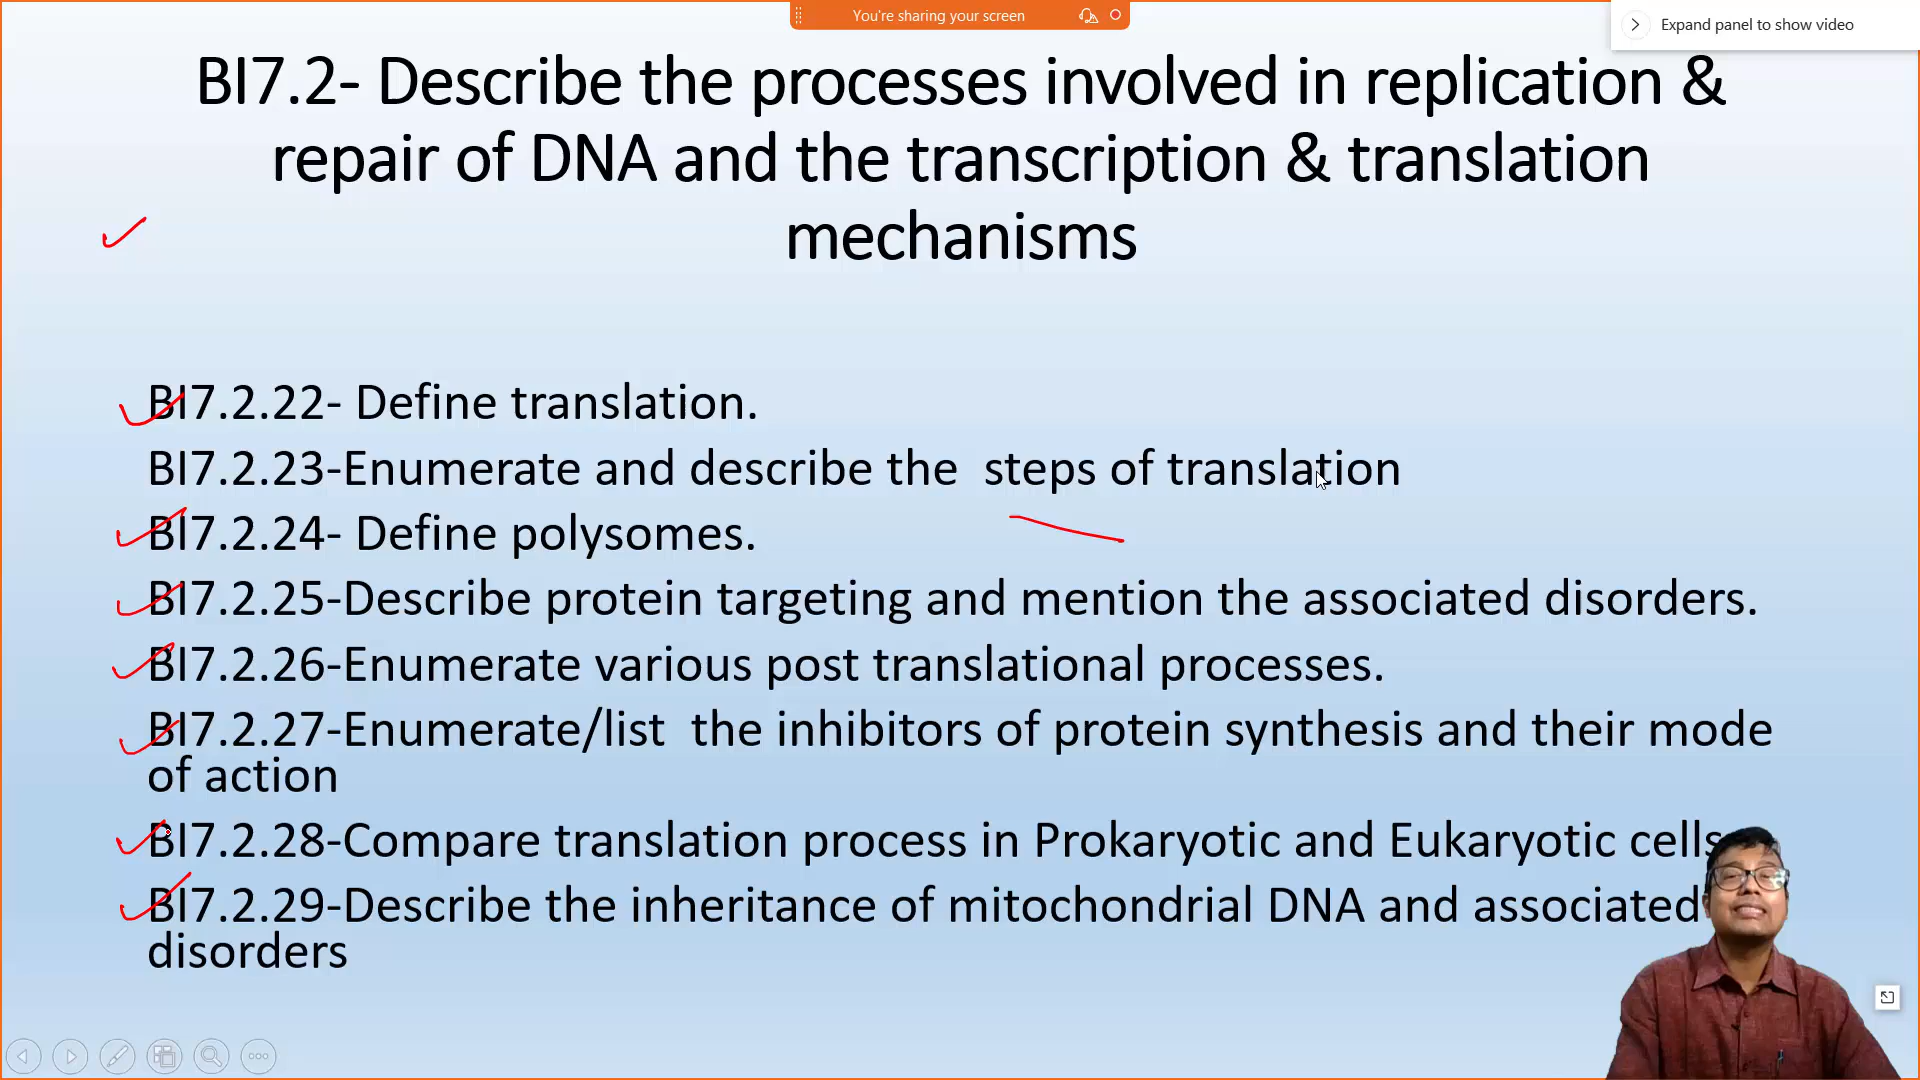 You're sharing your screen
Expand panel to show video
BI7.2- Describe the processes involved in replication &
repair of DNA and the transcription & translation
mechanisms
BI7.2.22- Define translation.
BI7.2.23-Enumerate and describe the  steps of translation
BI7.2.24- Define polysomes.
BI7.2.25-Describe protein targeting and mention the associated disorders.
BI7.2.26-Enumerate various post translational processes.
BI7.2.27-Enumerate/list  the inhibitors of protein synthesis and their mode
of action
BI7.2.28-Compare translation process in Prokaryotic and Eukaryotic cells
BI7.2.29-Describe the inheritance of mitochondrial DNA and associated
disorders